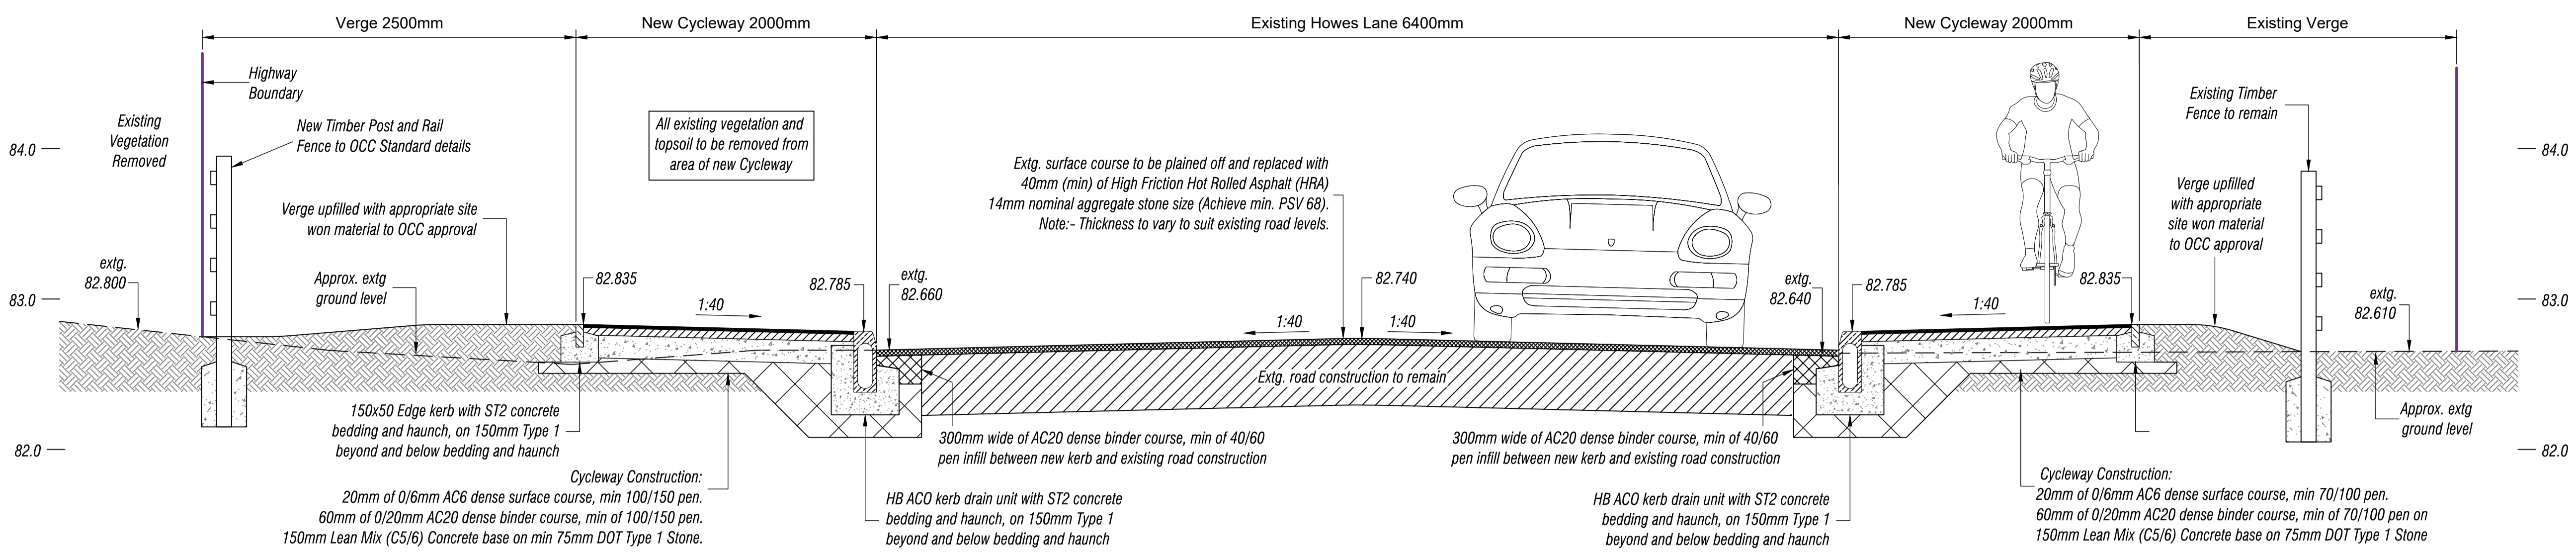 Verge 2500mm
New Cycleway 2000mm
Existing Howes Lane 6400mm
New Cycleway 2000mm
Existing Verge
Highway
Boundary
Existing
Vegetation
Removed
New Timber Post and Rail
Fence to OCC Standard details
All existing vegetation and
topsoil to be removed from
area of new Cycleway
Extg. surface course to be plained off and replaced with
40mm (min) of High Friction Hot Rolled Asphalt (HRA)
14mm nominal aggregate stone size (Achieve min. PSV 68).
Note:- Thickness to vary to suit existing road levels.
Existing Timber
Fence to remain
84.0
84.0
Verge upfilled with appropriate site
won material to OCC approval
Verge upfilled
with appropriate
site won material
to OCC approval
extg.
82.800
Approx. extg
ground level
82.835
82.785
extg.
82.660
82.740
extg.
82.640
82.785
82.835
extg.
82.610
83.0
83.0
1:40
1:40
1:40
1:40
Extg. road construction to remain
150x50 Edge kerb with ST2 concrete
bedding and haunch, on 150mm Type 1
beyond and below bedding and haunch
300mm wide of AC20 dense binder course, min of 40/60
pen infill between new kerb and existing road construction
300mm wide of AC20 dense binder course, min of 40/60
pen infill between new kerb and existing road construction
Approx. extg
ground level
82.0
82.0
Cycleway Construction:
20mm of 0/6mm AC6 dense surface course, min 100/150 pen.
60mm of 0/20mm AC20 dense binder course, min of 100/150 pen.
150mm Lean Mix (C5/6) Concrete base on min 75mm DOT Type 1 Stone.
HB ACO kerb drain unit with ST2 concrete
bedding and haunch, on 150mm Type 1
beyond and below bedding and haunch
HB ACO kerb drain unit with ST2 concrete
bedding and haunch, on 150mm Type 1
beyond and below bedding and haunch
Cycleway Construction:
20mm of 0/6mm AC6 dense surface course, min 70/100 pen.
60mm of 0/20mm AC20 dense binder course, min of 70/100 pen on
150mm Lean Mix (C5/6) Concrete base on 75mm DOT Type 1 Stone